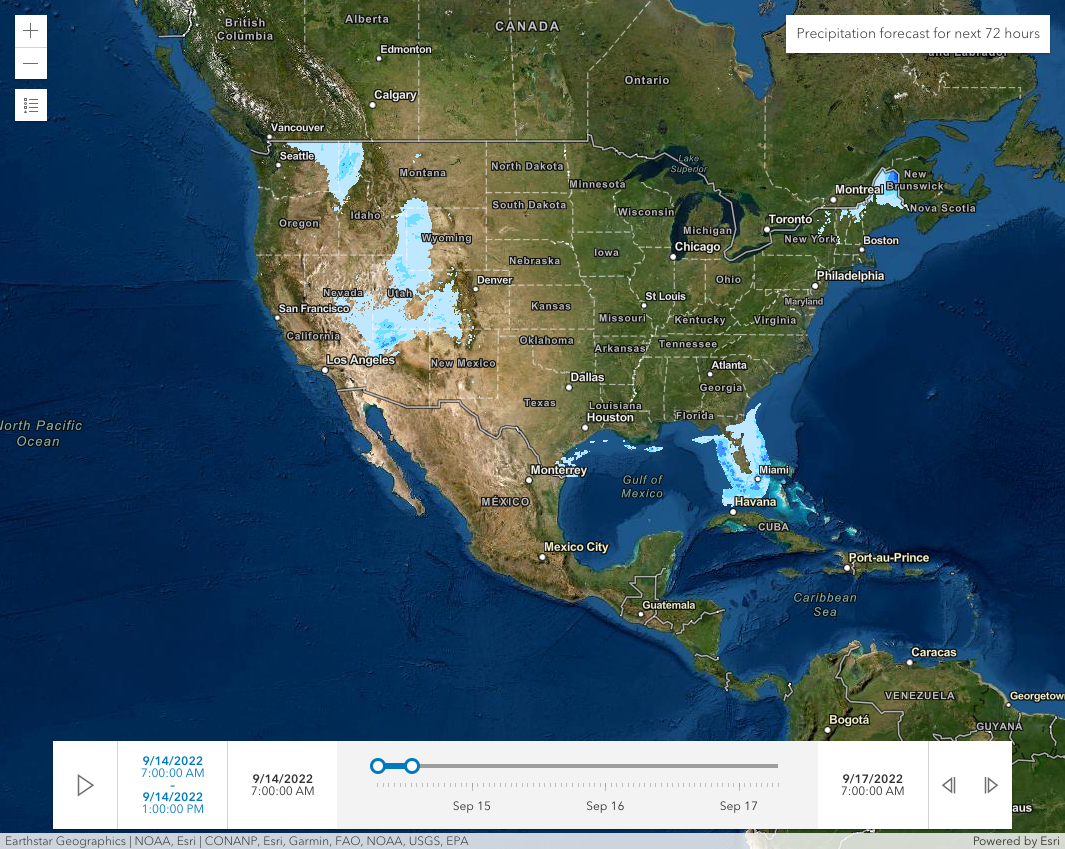 British
Columbia
Alberta
CANADA
Precipitation forecast for next 72 hours
and Labrador
Edmonton
Ontario
Calgary
Vancouver
Seattle
Lake
Superior
North Dakota
Montana
Minnesota
New
Brunswick
Montreal
South Dakota
Wisconsin
Nova Scotia
Idaho
Oregon
Toronto
Michigan
Wyoming
New York
Boston
Chicago
Iowa
Nebraska
Philadelphia
Denver
Ohio
Nevada
Utah
St Louis
Maryland
San Francisco
Kansas
Missouri
Kentucky
Virginia
California
Oklahoma
Arkansas
Tennessee
Los Angeles
New Mexico
Atlanta
Dallas
Georgia
Texas
Louisiana
Houston
Florida
North Pacific
Ocean
Monterrey
Miami
Gulf of
Mexico
MÉXICO
Havana
CUBA
Mexico City
Port-au-Prince
Caribbean
Sea
Guatemala
Caracas
VENEZUELA
Georgetow
Bogotá
GUYANA
9/14/2022
7:00:00 AM
–
9/14/2022
1:00:00 PM
9/14/2022
7:00:00 AM
Sep 15
Sep 16
Sep 17
9/17/2022
7:00:00 AM
aus
Earthstar Geographics | NOAA, Esri | CONANP, Esri, Garmin, FAO, NOAA, USGS, EPA
Powered by Esri